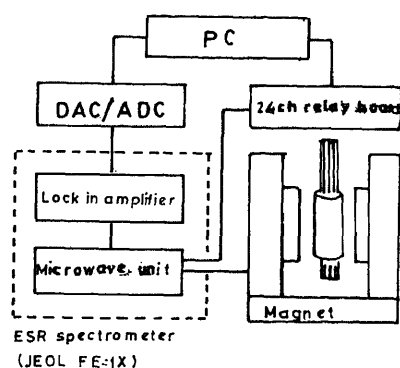 PC
DAC/ADC
24ch relay board
Lock in amplifier
Microwave unit
Magnet
ESR spectrometer
(JEOL FE-1X)